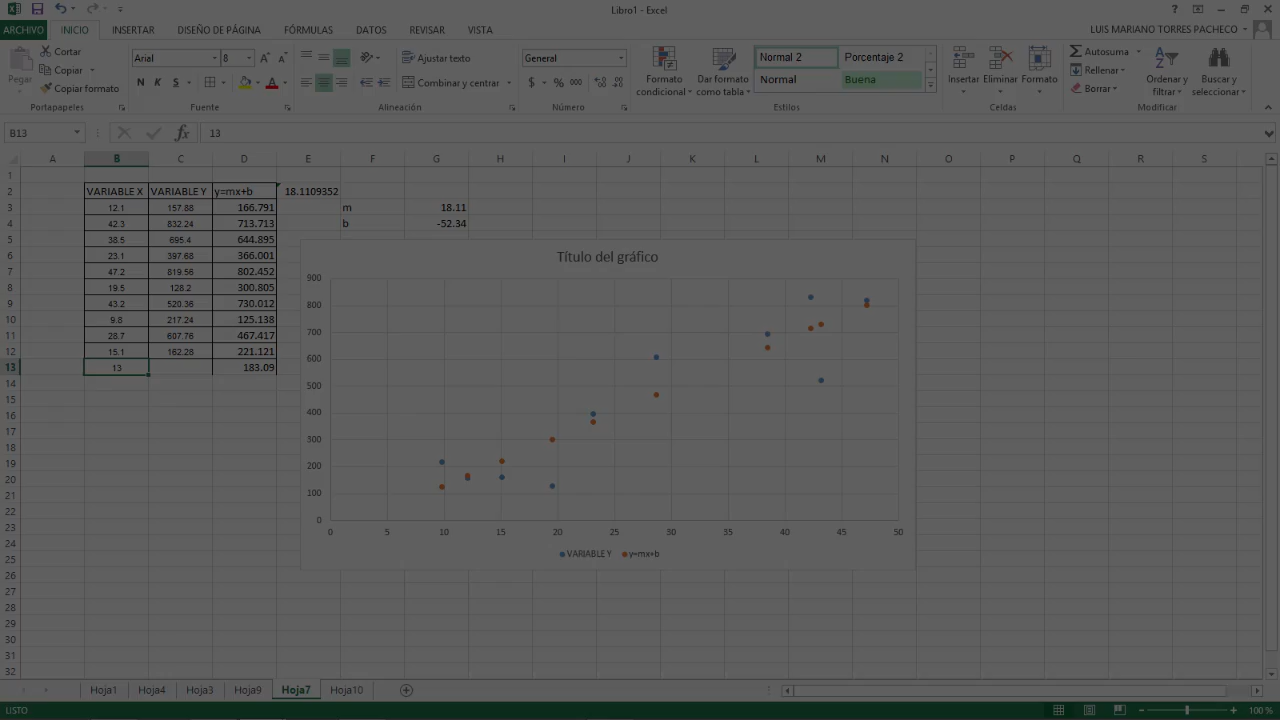 Libro1 - Excel
ARCHIVO INICIO INSERTAR DISEÑO DE PÁGINA FÓRMULAS DATOS REVISAR VISTA LUIS MARIANO TORRES PACHECO
Pegar Cortar Copiar Copiar formato
Arial 8
N K S
Ajustar texto
Combinar y centrar
General
$ % 000
Formato condicional Dar formato como tabla
Normal 2 Porcentaje 2
Normal Buena
Insertar Eliminar Formato
Autosuma
Rellenar
Borrar
Ordenar y filtrar Buscar y seleccionar
Portapapeles Fuente Alineación Número Estilos Celdas Modificar
B13 fx 13
A B C D E F G H I J K L M N O P Q R S
1
2 VARIABLE X VARIABLE Y y=mx+b 18.1109352
3 12.1 157.88 166.791 m 18.11
4 42.3 832.24 713.713 b -52.34
5 38.5 695.4 644.895
6 23.1 397.68 366.001
7 47.2 819.56 802.452
8 19.5 128.2 300.805
9 43.2 520.36 730.012
10 9.8 217.24 125.138
11 28.7 607.76 467.417
12 15.1 162.28 221.121
13 13 183.09
14
15
16
17
18
19
20
21
22
23
24
25
26
27
28
29
30
31
32
Título del gráfico
900
800
700
600
500
400
300
200
100
0
0 5 10 15 20 25 30 35 40 45 50
VARIABLE Y y=mx+b
Hoja1 Hoja4 Hoja3 Hoja9 Hoja7 Hoja10
LISTO 100 %